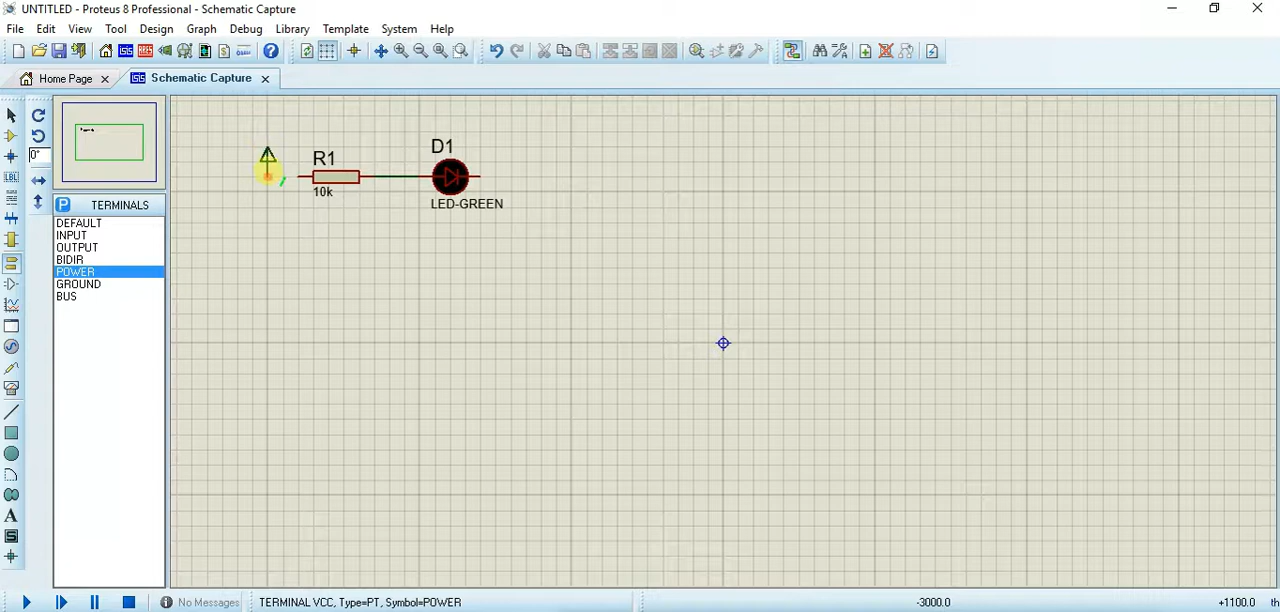 UNTITLED - Proteus 8 Professional - Schematic Capture
File Edit View Tool Design Graph Debug Library Template System Help
Home Page Schematic Capture
0°
TERMINALS
DEFAULT
INPUT
OUTPUT
BIDIR
POWER
GROUND
BUS
R1
10k
D1
LED-GREEN
No Messages TERMINAL VCC, Type=PT, Symbol=POWER -3000.0 +1100.0 th